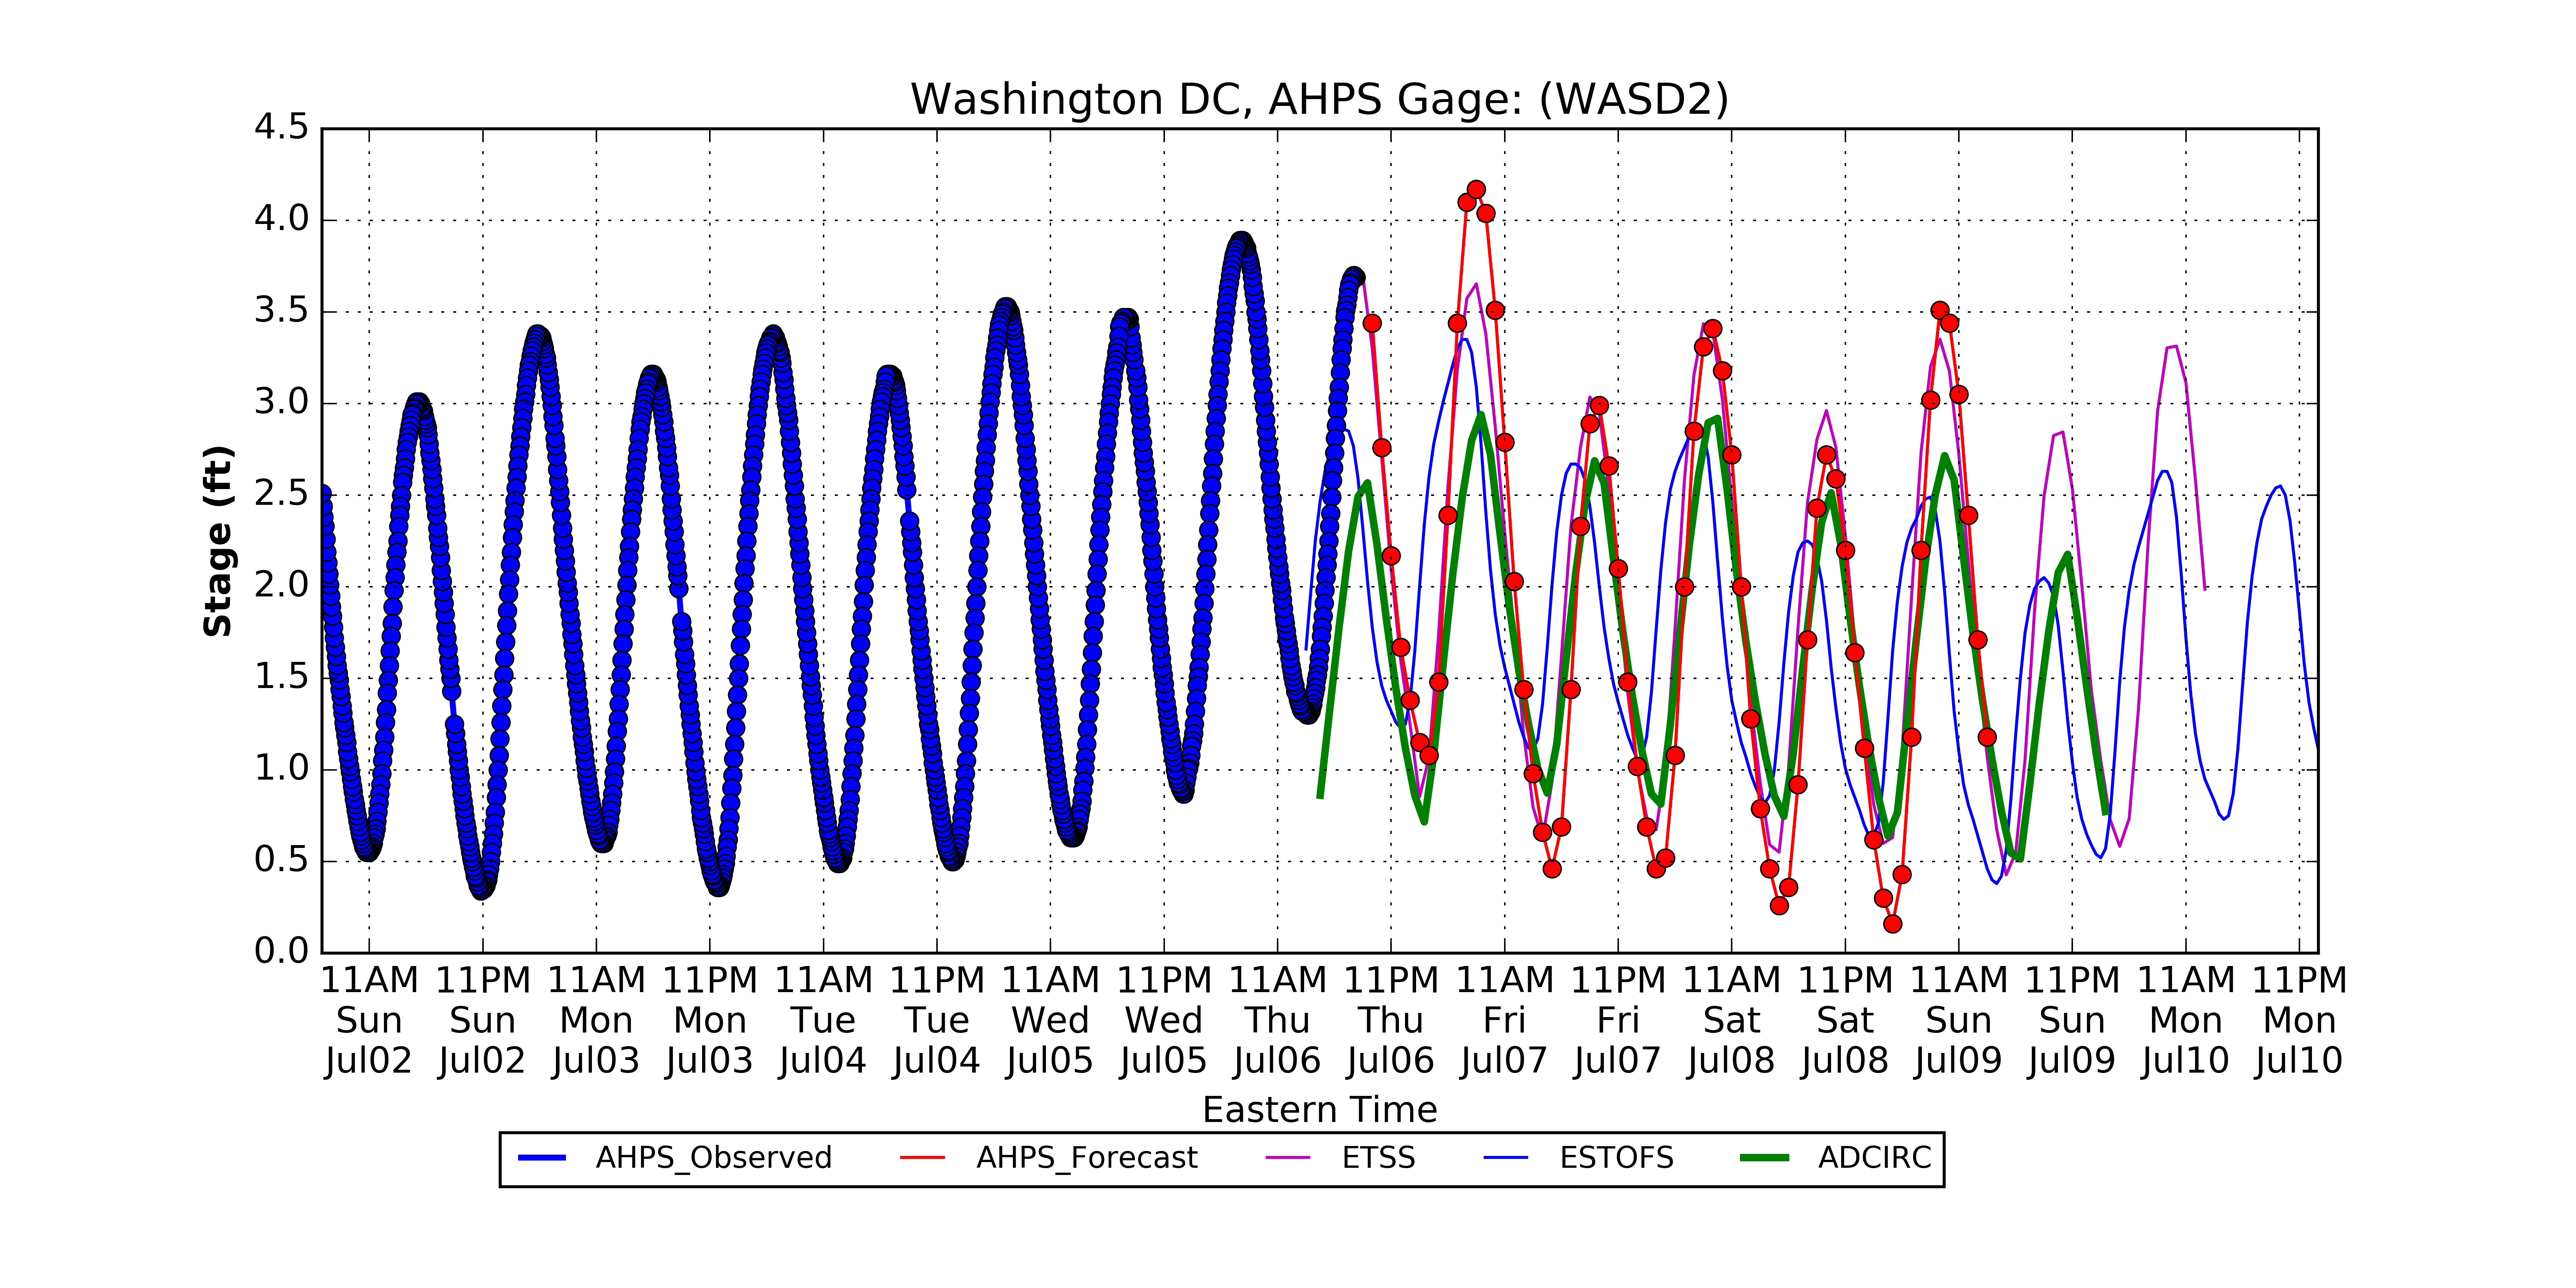 Washington DC, AHPS Gage: (WASD2)
4.5
4.0
3.5
3.0
2.5
2.0
1.5
1.0
0.5
0.0
Stage (ft)
11AM 11PM 11AM 11PM 11AM 11PM 11AM 11PM 11AM 11PM 11AM 11PM 11AM 11PM 11AM 11PM 11AM 11PM
Sun Sun Mon Mon Tue Tue Wed Wed Thu Thu Fri Fri Sat Sat Sun Sun Mon Mon
Jul02 Jul02 Jul03 Jul03 Jul04 Jul04 Jul05 Jul05 Jul06 Jul06 Jul07 Jul07 Jul08 Jul08 Jul09 Jul09 Jul10 Jul10
Eastern Time
AHPS_Observed AHPS_Forecast ETSS ESTOFS ADCIRC